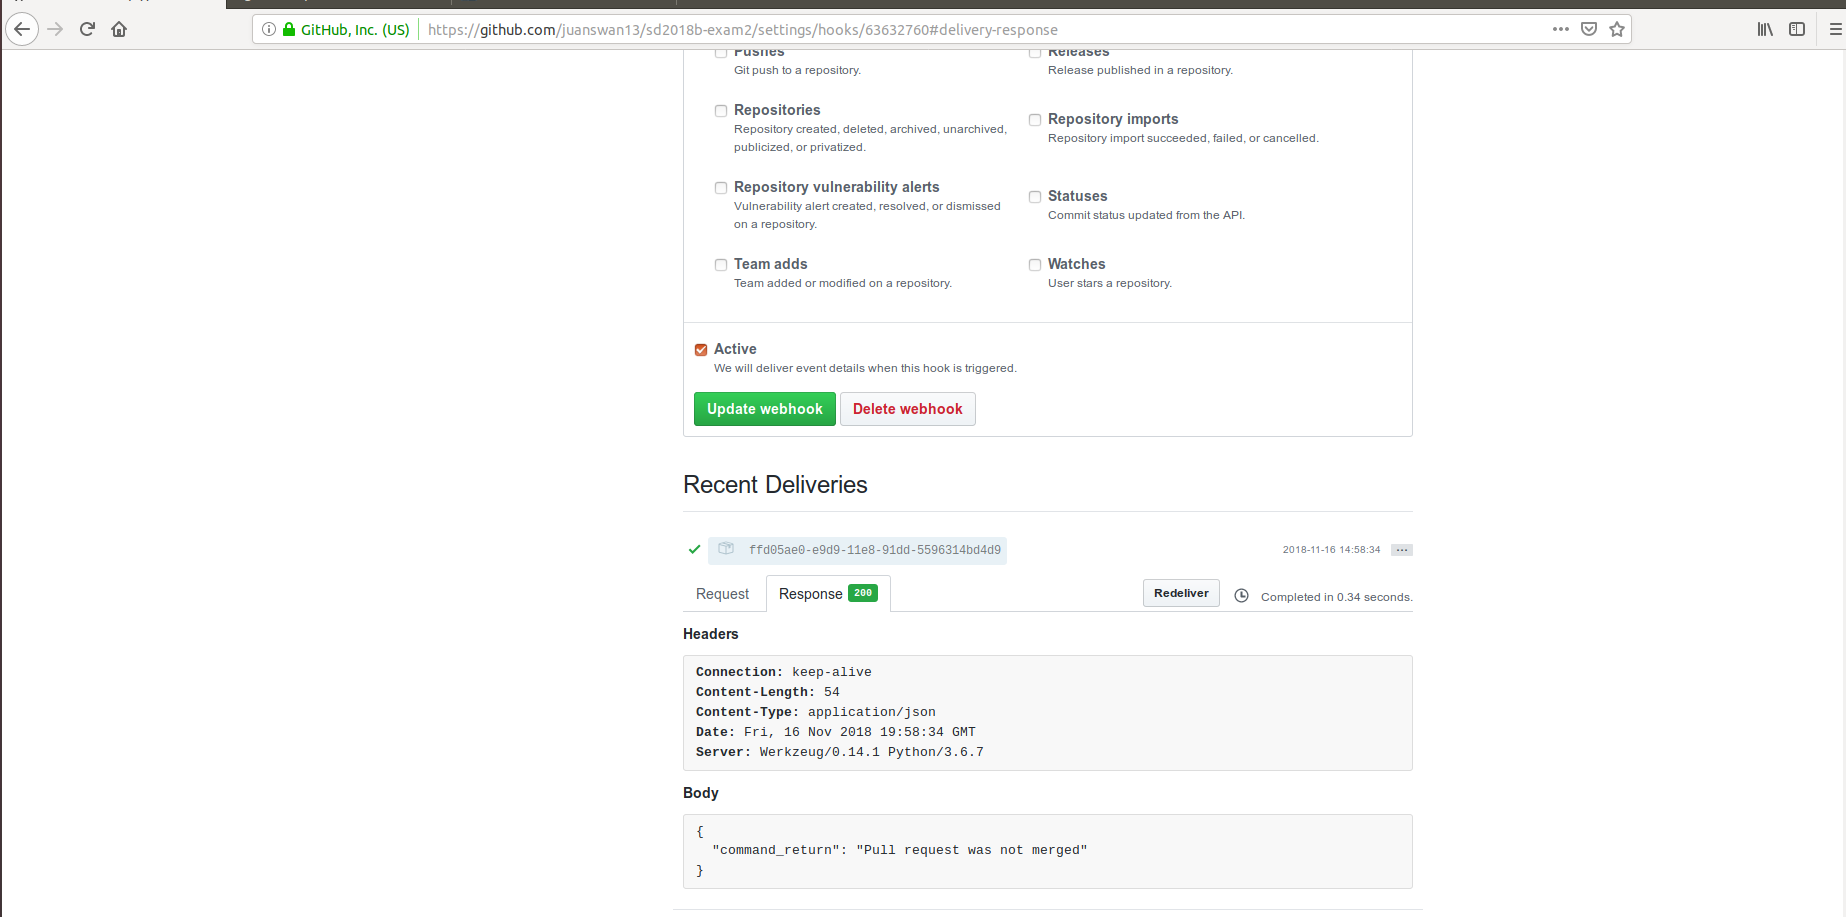 GitHub, Inc. (US) https://github.com/juanswan13/sd2018b-exam2/settings/hooks/63632760#delivery-response
Pushes
Git push to a repository.
Releases
Release published in a repository.
Repositories
Repository created, deleted, archived, unarchived,
publicized, or privatized.
Repository imports
Repository import succeeded, failed, or cancelled.
Repository vulnerability alerts
Vulnerability alert created, resolved, or dismissed
on a repository.
Statuses
Commit status updated from the API.
Team adds
Team added or modified on a repository.
Watches
User stars a repository.
Active
We will deliver event details when this hook is triggered.
Update webhook Delete webhook
Recent Deliveries
ffd05ae0-e9d9-11e8-91dd-5596314bd4d9 2018-11-16 14:58:34
Request Response 200 Redeliver Completed in 0.34 seconds.
Headers
Connection: keep-alive
Content-Length: 54
Content-Type: application/json
Date: Fri, 16 Nov 2018 19:58:34 GMT
Server: Werkzeug/0.14.1 Python/3.6.7
Body
{
"command_return": "Pull request was not merged"
}